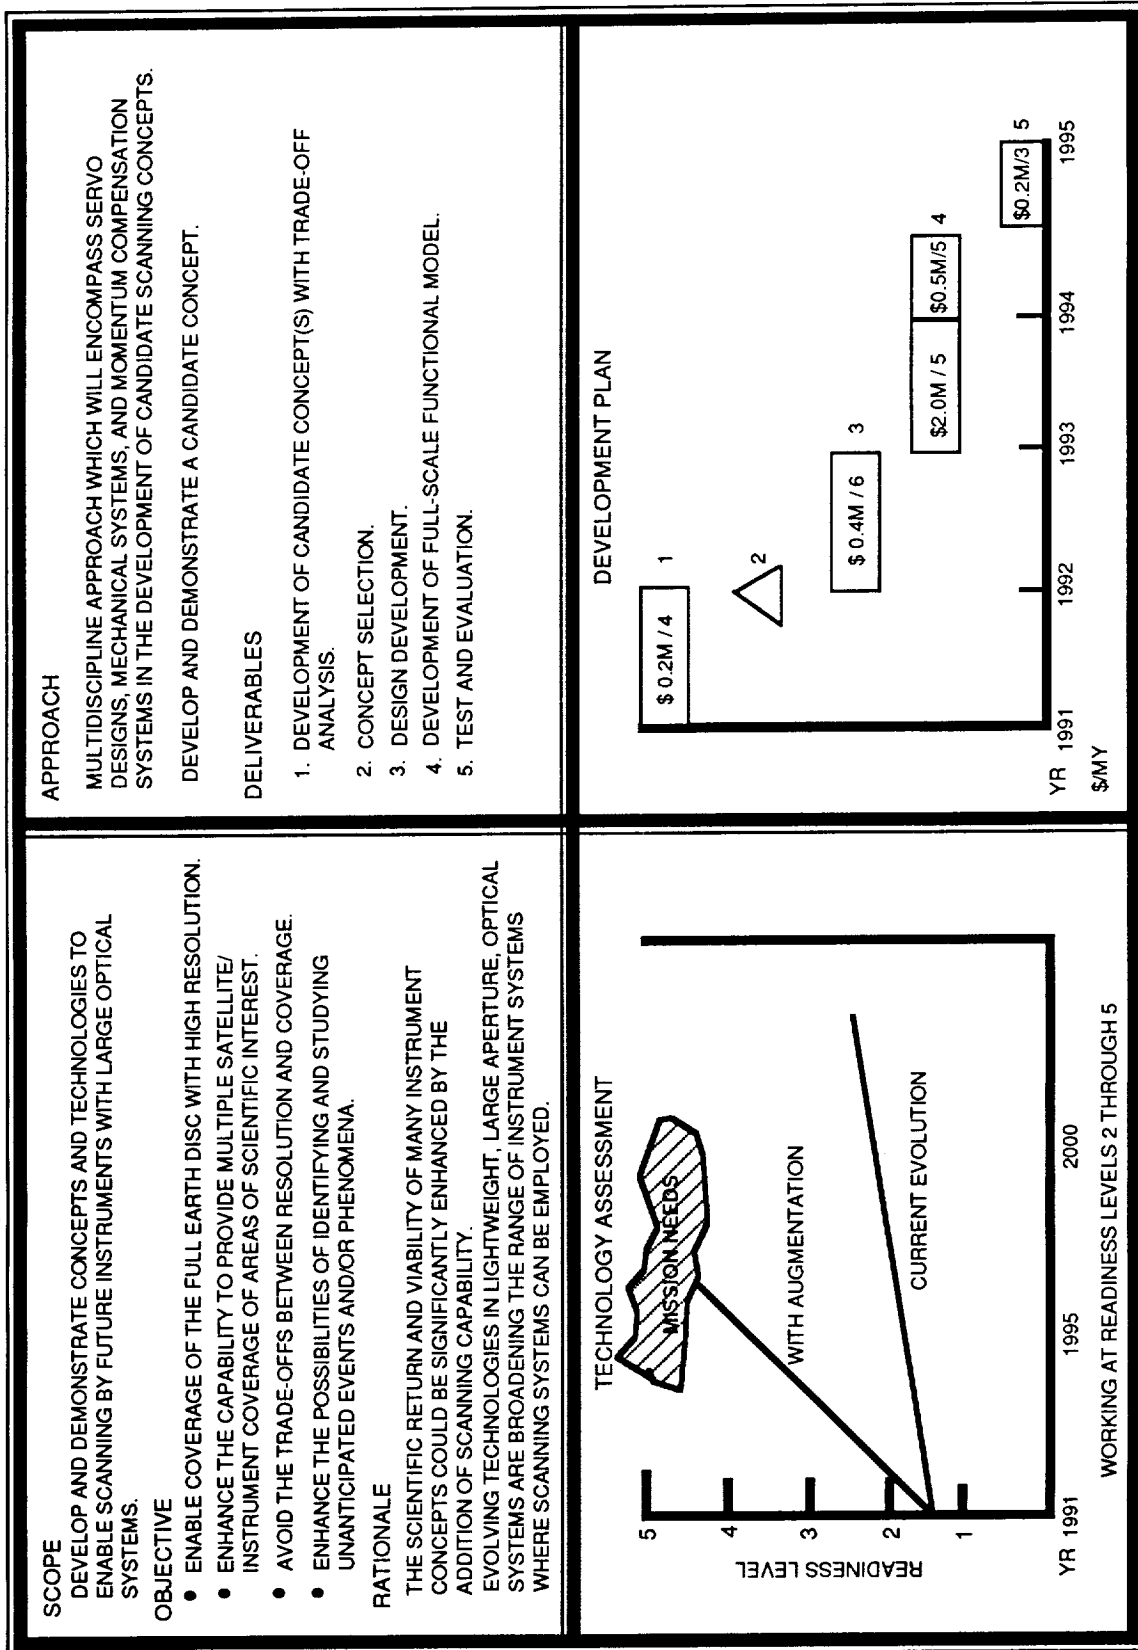 SCOPE
DEVELOP AND DEMONSTRATE CONCEPTS AND TECHNOLOGIES TO
ENABLE SCANNING BY FUTURE INSTRUMENTS WITH LARGE OPTICAL
SYSTEMS.
OBJECTIVE
● ENABLE COVERAGE OF THE FULL EARTH DISC WITH HIGH RESOLUTION.
● ENHANCE THE CAPABILITY TO PROVIDE MULTIPLE SATELLITE/
INSTRUMENT COVERAGE OF AREAS OF SCIENTIFIC INTEREST.
● AVOID THE TRADE-OFFS BETWEEN RESOLUTION AND COVERAGE.
● ENHANCE THE POSSIBILITIES OF IDENTIFYING AND STUDYING
UNANTICIPATED EVENTS AND/OR PHENOMENA.
RATIONALE
THE SCIENTIFIC RETURN AND VIABILITY OF MANY INSTRUMENT
CONCEPTS COULD BE SIGNIFICANTLY ENHANCED BY THE
ADDITION OF SCANNING CAPABILITY.
EVOLVING TECHNOLOGIES IN LIGHTWEIGHT, LARGE APERTURE, OPTICAL
SYSTEMS ARE BROADENING THE RANGE OF INSTRUMENT SYSTEMS
WHERE SCANNING SYSTEMS CAN BE EMPLOYED.
APPROACH
MULTIDISCIPLINE APPROACH WHICH WILL ENCOMPASS SERVO
DESIGNS, MECHANICAL SYSTEMS, AND MOMENTUM COMPENSATION
SYSTEMS IN THE DEVELOPMENT OF CANDIDATE SCANNING CONCEPTS.
DEVELOP AND DEMONSTRATE A CANDIDATE CONCEPT.
DELIVERABLES
1. DEVELOPMENT OF CANDIDATE CONCEPT(S) WITH TRADE-OFF
ANALYSIS.
2. CONCEPT SELECTION.
3. DESIGN DEVELOPMENT.
4. DEVELOPMENT OF FULL-SCALE FUNCTIONAL MODEL.
5. TEST AND EVALUATION.
TECHNOLOGY ASSESSMENT
READINESS LEVEL
5
4
3
2
1
MISSION NEEDS
WITH AUGMENTATION
CURRENT EVOLUTION
YR 1991 1995 2000
WORKING AT READINESS LEVELS 2 THROUGH 5
DEVELOPMENT PLAN
$ 0.2M / 4 1
2
$ 0.4M / 6 3
$2.0M / 5 $0.5M/5 4
$0.2M/3 5
YR 1991 1992 1993 1994 1995
$/MY